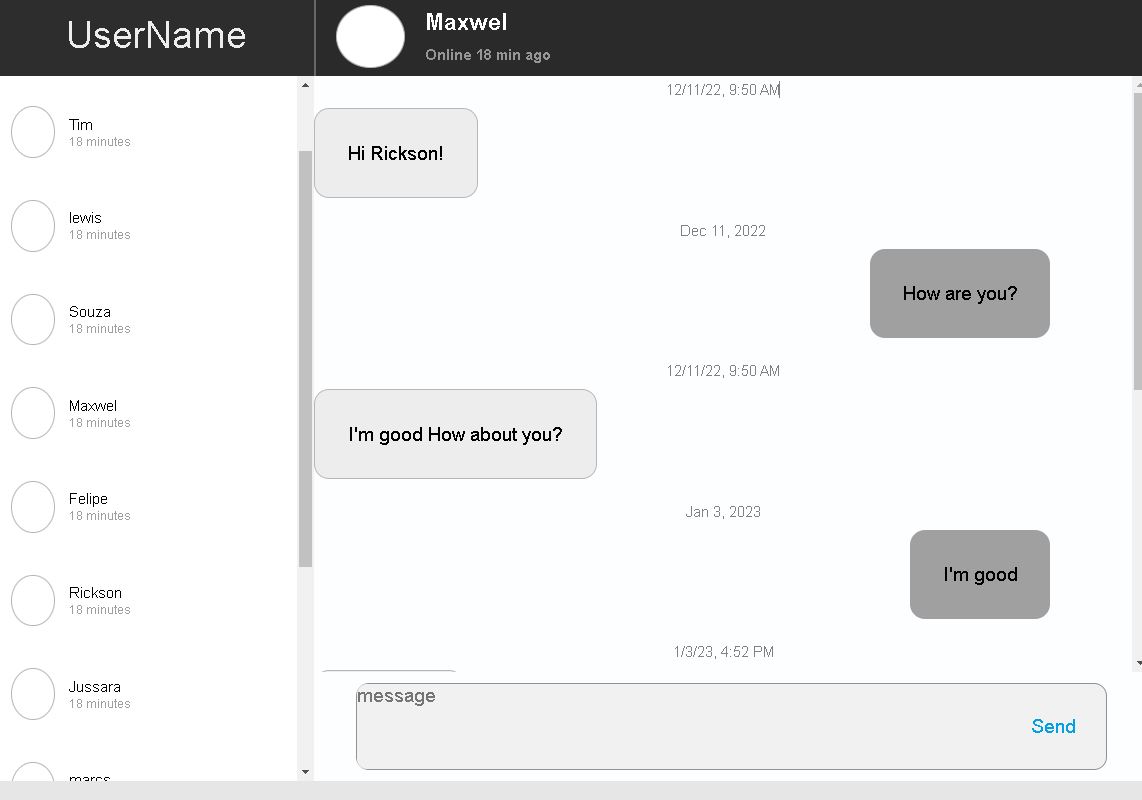 UserName
Maxwel
Online 18 min ago
Tim
18 minutes
lewis
18 minutes
Souza
18 minutes
Maxwel
18 minutes
Felipe
18 minutes
Rickson
18 minutes
Jussara
18 minutes
marcs
12/11/22, 9:50 AM
Hi Rickson!
Dec 11, 2022
How are you?
12/11/22, 9:50 AM
I'm good How about you?
Jan 3, 2023
I'm good
1/3/23, 4:52 PM
message
Send